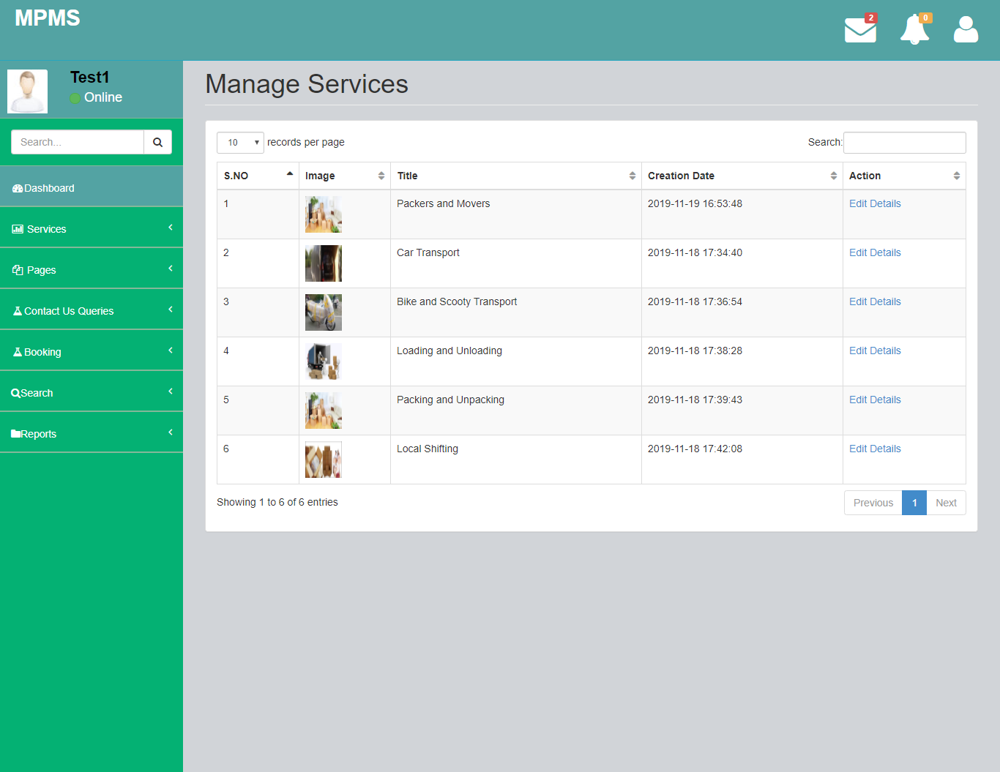 MPMS
2
0
Test1
Online
Search...
Dashboard
Services
Pages
Contact Us Queries
Booking
Search
Reports
Manage Services
10 records per page
Search:
S.NO Image Title Creation Date Action
1 Packers and Movers 2019-11-19 16:53:48 Edit Details
2 Car Transport 2019-11-18 17:34:40 Edit Details
3 Bike and Scooty Transport 2019-11-18 17:36:54 Edit Details
4 Loading and Unloading 2019-11-18 17:38:28 Edit Details
5 Packing and Unpacking 2019-11-18 17:39:43 Edit Details
6 Local Shifting 2019-11-18 17:42:08 Edit Details
Showing 1 to 6 of 6 entries
Previous 1 Next